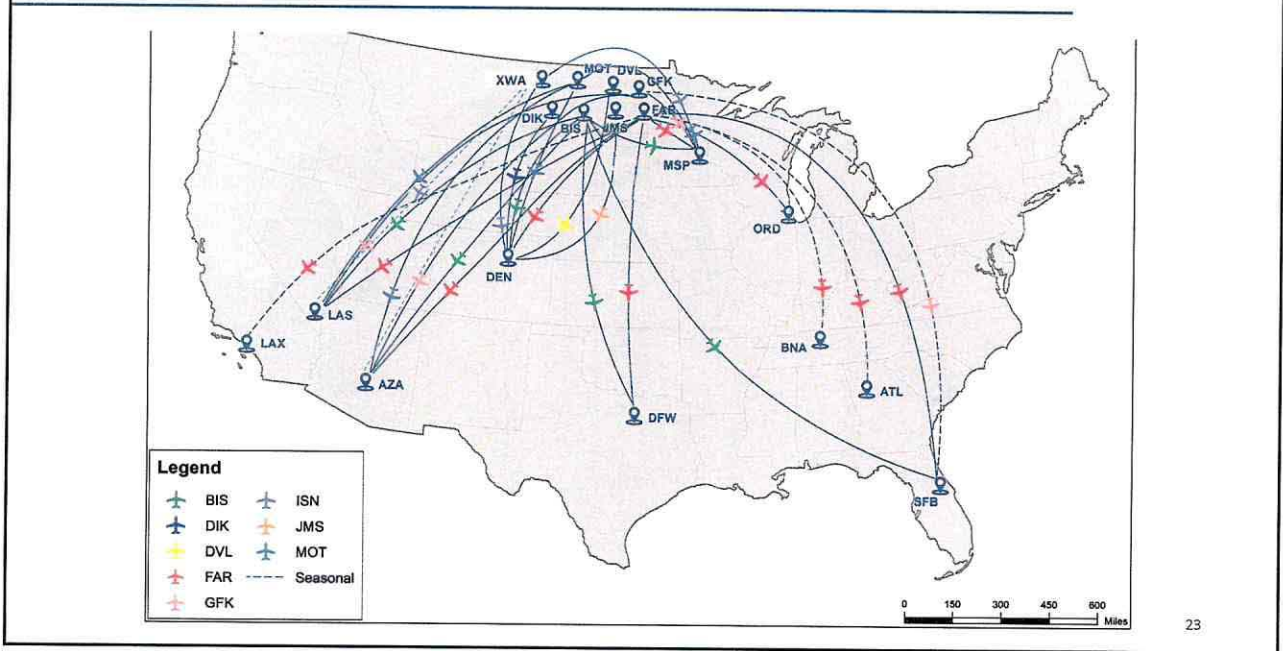 MOT DVL
XWA GFK
DIK BIS JMS FAR
MSP
ORD
DEN
LAS
LAX
BNA
AZA
ATL
DFW
SFB
Legend
BIS ISN
DIK JMS
DVL MOT
FAR Seasonal
GFK
0 150 300 450 600
Miles
23